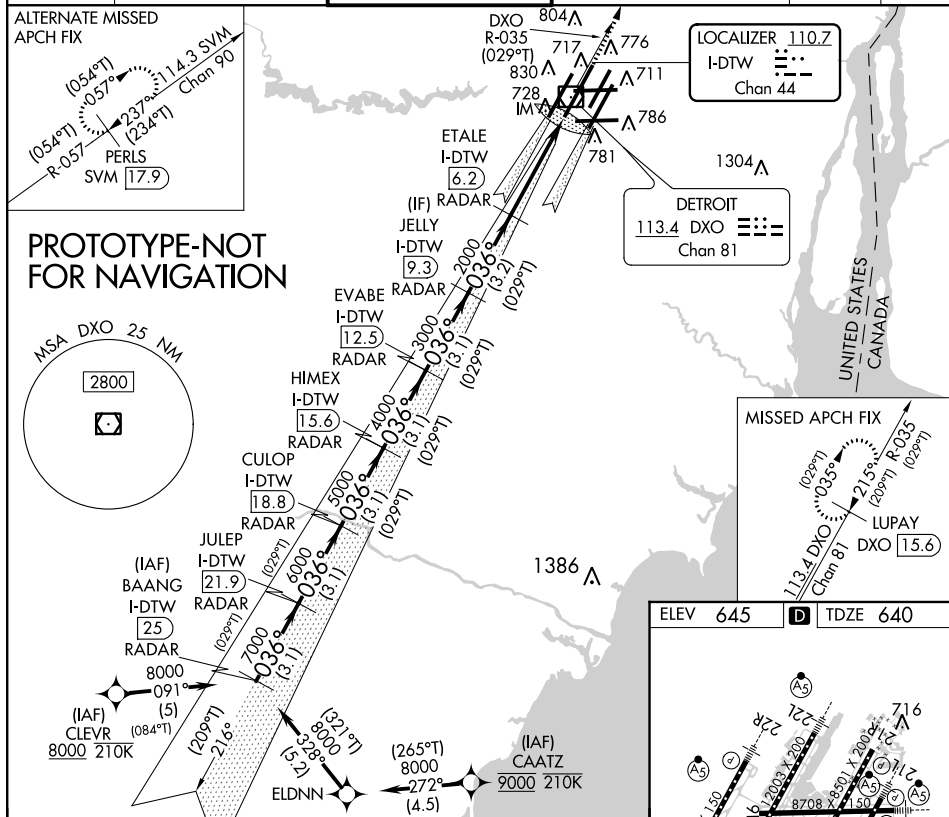 ALTERNATE MISSED
APCH FIX
(054°T)
057°
114.3 SVM
Chan 90
237°
(234°T)
(054°T)
R-057
PERLS
SVM 17.9
DXO
R-035
(029°T)
804
717
776
830
711
728
IM
786
781
1304
LOCALIZER 110.7
I-DTW
Chan 44
DETROIT
113.4 DXO
Chan 81
UNITED STATES
CANADA
PROTOTYPE-NOT
FOR NAVIGATION
MSA DXO 25 NM
2800
ETALE
I-DTW
6.2
RADAR
(IF)
JELLY
I-DTW
9.3
RADAR
2000
036°
(3.2)
(029°T)
EVABE
I-DTW
12.5
RADAR
3000
036°
(3.1)
(029°T)
HIMEX
I-DTW
15.6
RADAR
4000
036°
(3.1)
(029°T)
CULOP
I-DTW
18.8
RADAR
5000
036°
(3.1)
(029°T)
JULEP
I-DTW
21.9
RADAR
(029°T)
6000
036°
(3.1)
(IAF)
BAANG
I-DTW
25
RADAR
(029°T)
7000
036°
(3.1)
8000
091°
(5)
(084°T)
(IAF)
CLEVR
8000 210K
(209°T)
216°
(321°T)
8000
328°
(5.2)
ELDNN
(265°T)
8000
272°
(4.5)
(IAF)
CAATZ
9000 210K
1386
MISSED APCH FIX
(029°T)
035°
215°
(209°T)
R-035
(029°T)
113.4 DXO
Chan 81
LUPAY
DXO 15.6
ELEV 645
D
TDZE 640
A5
22R
22L
716
21R
21L
A5
P
12003 X 200
8501 X 200
A5
P
A5
150
8708 X 150